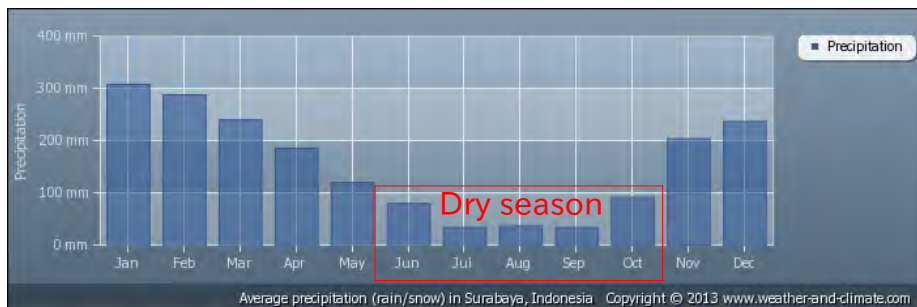 400 mm
Precipitation
300 mm
200 mm
100 mm
0 mm
Precipitation
Dry season
Jan Feb Mar Apr May Jun Jul Aug Sep Oct Nov Dec
Average precipitation (rain/snow) in Surabaya, Indonesia Copyright © 2013 www.weather-and-climate.com